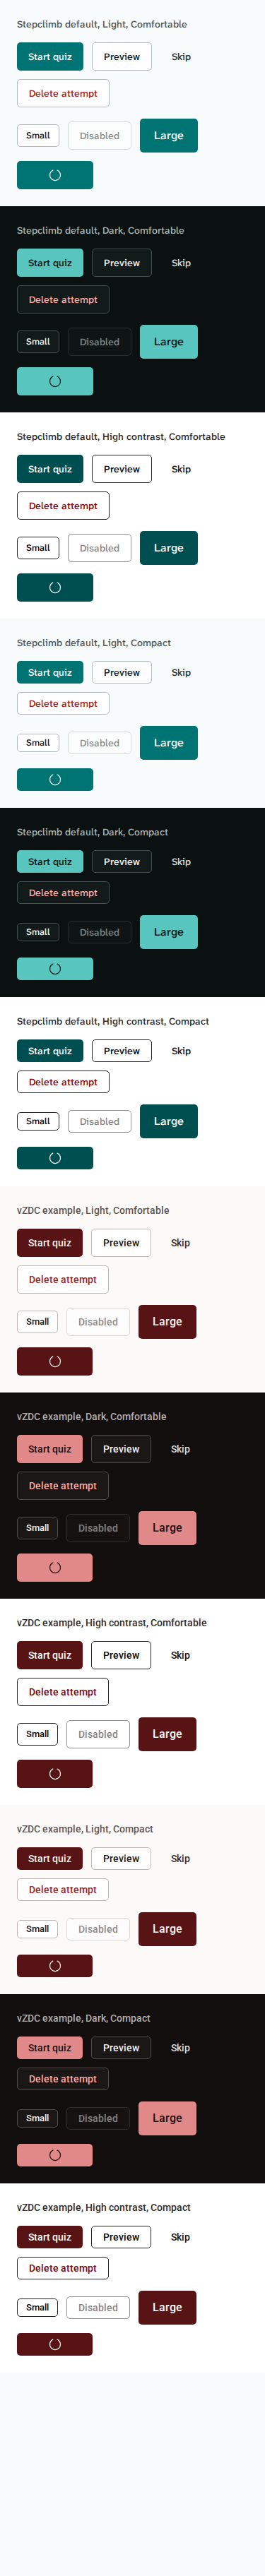 Stepclimb default, Light, Comfortable
Start quiz Preview Skip
Delete attempt
Small Disabled Large
Stepclimb default, Dark, Comfortable
Start quiz Preview Skip
Delete attempt
Small Disabled Large
Stepclimb default, High contrast, Comfortable
Start quiz Preview Skip
Delete attempt
Small Disabled Large
Stepclimb default, Light, Compact
Start quiz Preview Skip
Delete attempt
Small Disabled Large
Stepclimb default, Dark, Compact
Start quiz Preview Skip
Delete attempt
Small Disabled Large
Stepclimb default, High contrast, Compact
Start quiz Preview Skip
Delete attempt
Small Disabled Large
vZDC example, Light, Comfortable
Start quiz Preview Skip
Delete attempt
Small Disabled Large
vZDC example, Dark, Comfortable
Start quiz Preview Skip
Delete attempt
Small Disabled Large
vZDC example, High contrast, Comfortable
Start quiz Preview Skip
Delete attempt
Small Disabled Large
vZDC example, Light, Compact
Start quiz Preview Skip
Delete attempt
Small Disabled Large
vZDC example, Dark, Compact
Start quiz Preview Skip
Delete attempt
Small Disabled Large
vZDC example, High contrast, Compact
Start quiz Preview Skip
Delete attempt
Small Disabled Large